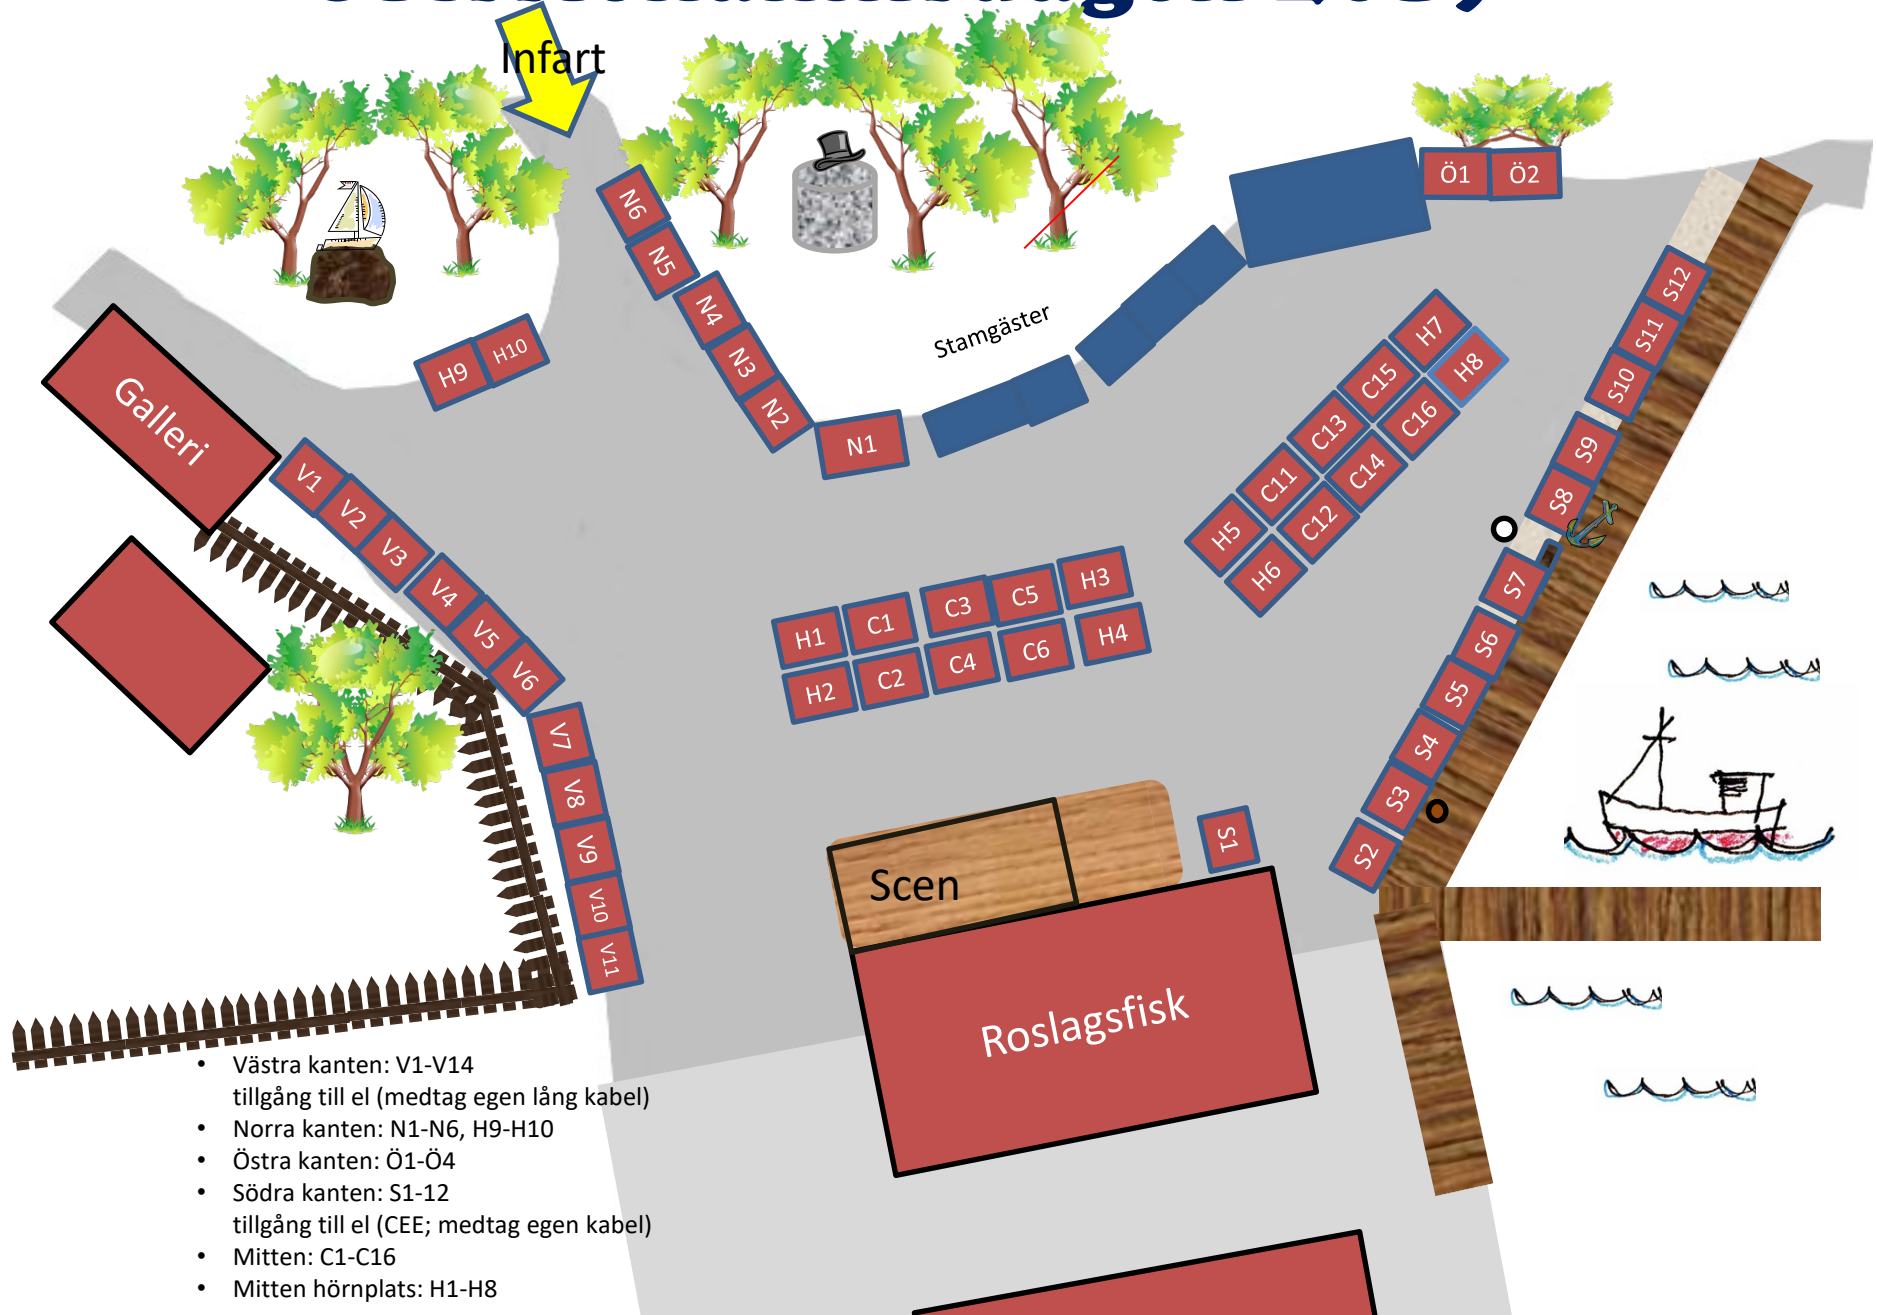 Infart
Ö1
Ö2
N6
N5
N4
N3
N2
N1
Stamgäster
H9
H10
Galleri
V1
V2
V3
V4
V5
V6
V7
V8
V9
V10
V11
H7
H8
C15
C16
C13
C14
C11
C12
H5
H6
S12
S11
S10
S9
S8
S7
S6
S5
S4
S3
S2
S1
H1
C1
C3
C5
H3
H2
C2
C4
C6
H4
Scen
Roslagsfisk
• Västra kanten: V1-V14
tillgång till el (medtag egen lång kabel)
• Norra kanten: N1-N6, H9-H10
• Östra kanten: Ö1-Ö4
• Södra kanten: S1-12
tillgång till el (CEE; medtag egen kabel)
• Mitten: C1-C16
• Mitten hörnplats: H1-H8